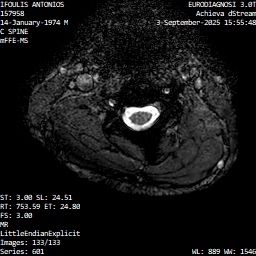 IFOULIS ANTONIOS
157958
14-January-1974 M
C SPINE
mFFE-MS
EURODIAGNOSI 3.0T
Achieva dStream
3-September-2025 15:55:48
ST: 3.00 SL: 24.51
RT: 753.59 ET: 24.80
FS: 3.00
MR
LittleEndianExplicit
Images: 133/133
Series: 601
WL: 889 WW: 1546